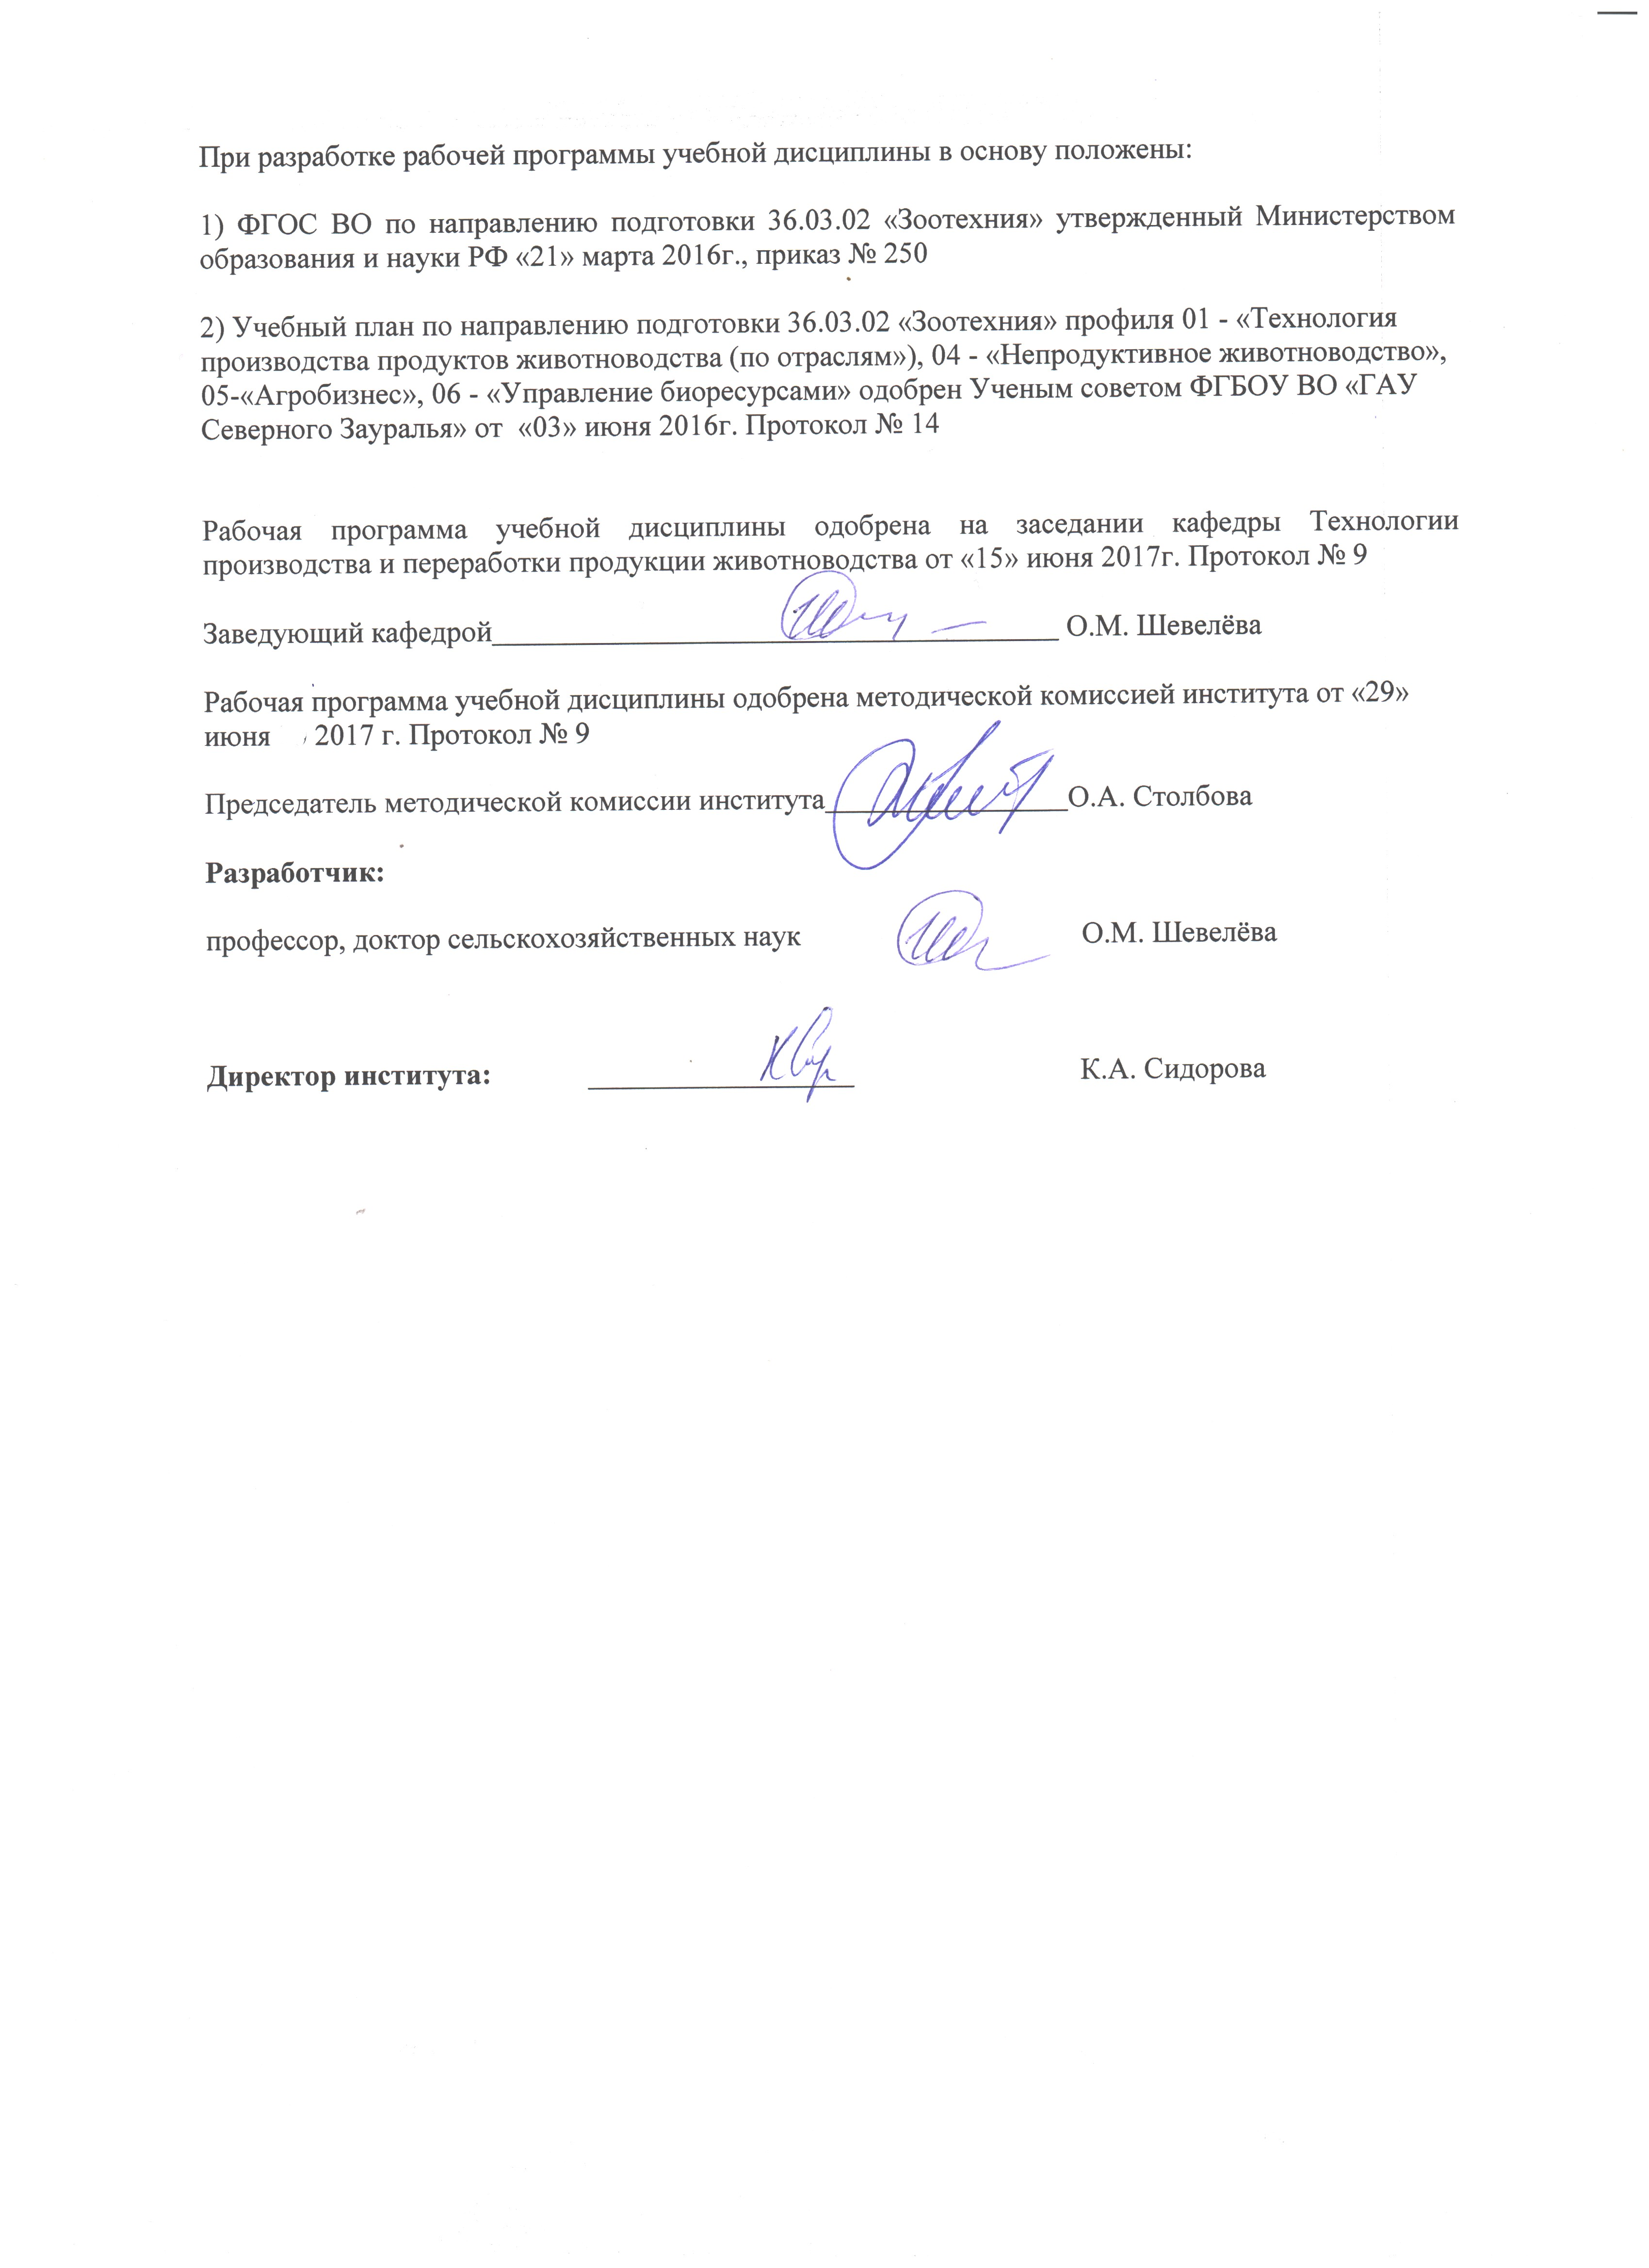 При разработке рабочей программы учебной дисциплины в основу положены:
1) ФГОС ВО по направлению подготовки 36.03.02 «Зоотехния» утвержденный Министерством
образования и науки РФ «21» марта 2016г., приказ № 250
2) Учебный план по направлению подготовки 36.03.02 «Зоотехния» профиля 01 - «Технология
производства продуктов животноводства (по отраслям»), 04 - «Непродуктивное животноводство»,
05-«Агробизнес», 06 - «Управление биоресурсами» одобрен Ученым советом ФГБОУ ВО «ГАУ
Северного Зауралья» от «03» июня 2016г. Протокол № 14
Рабочая программа учебной дисциплины одобрена на заседании кафедры Технологии
производства и переработки продукции животноводства от «15» июня 2017г. Протокол № 9
Заведующий кафедрой О.М. Шевелёва
Рабочая программа учебной дисциплины одобрена методической комиссией института от «29»
июня 2017 г. Протокол № 9
Председатель методической комиссии института О.А. Столбова
Разработчик:
профессор, доктор сельскохозяйственных наук О.М. Шевелёва
Директор института: К.А. Сидорова